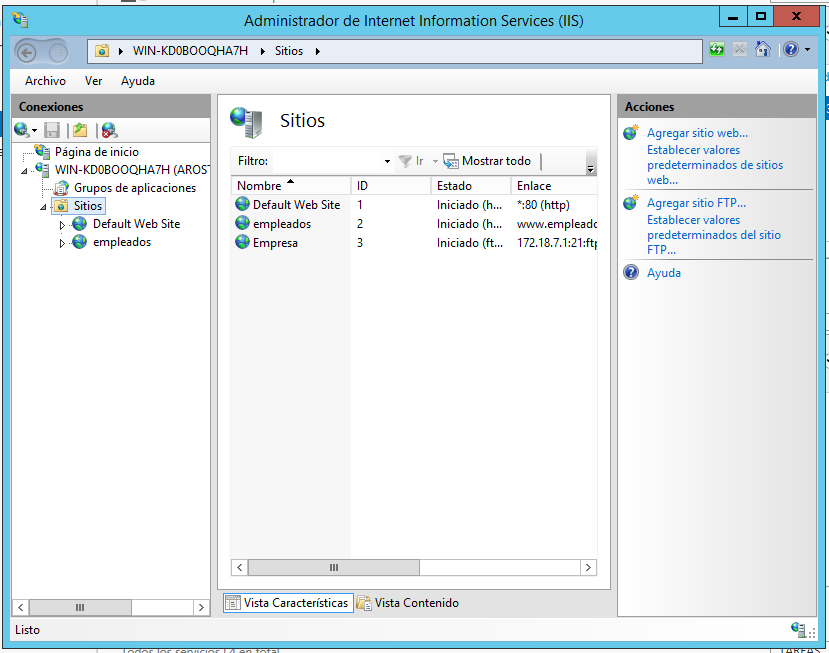 Administrador de Internet Information Services (IIS)
WIN-KD0BOOQHA7H
Sitios
Archivo Ver Ayuda
Conexiones
Página de inicio
WIN-KD0BOOQHA7H (AROST
Grupos de aplicaciones
Sitios
Default Web Site
empleados
Sitios
Filtro: Ir Mostrar todo
Nombre ID Estado Enlace
Default Web Site 1 Iniciado (h... *:80 (http)
empleados 2 Iniciado (h... www.empleado
Empresa 3 Iniciado (ft... 172.18.7.1:21:ftp
Vista Características Vista Contenido
Acciones
Agregar sitio web...
Establecer valores
predeterminados de sitios
web...
Agregar sitio FTP...
Establecer valores
predeterminados del sitio
FTP...
Ayuda
Listo
Todos los servicios | 4 en total
TAREAS